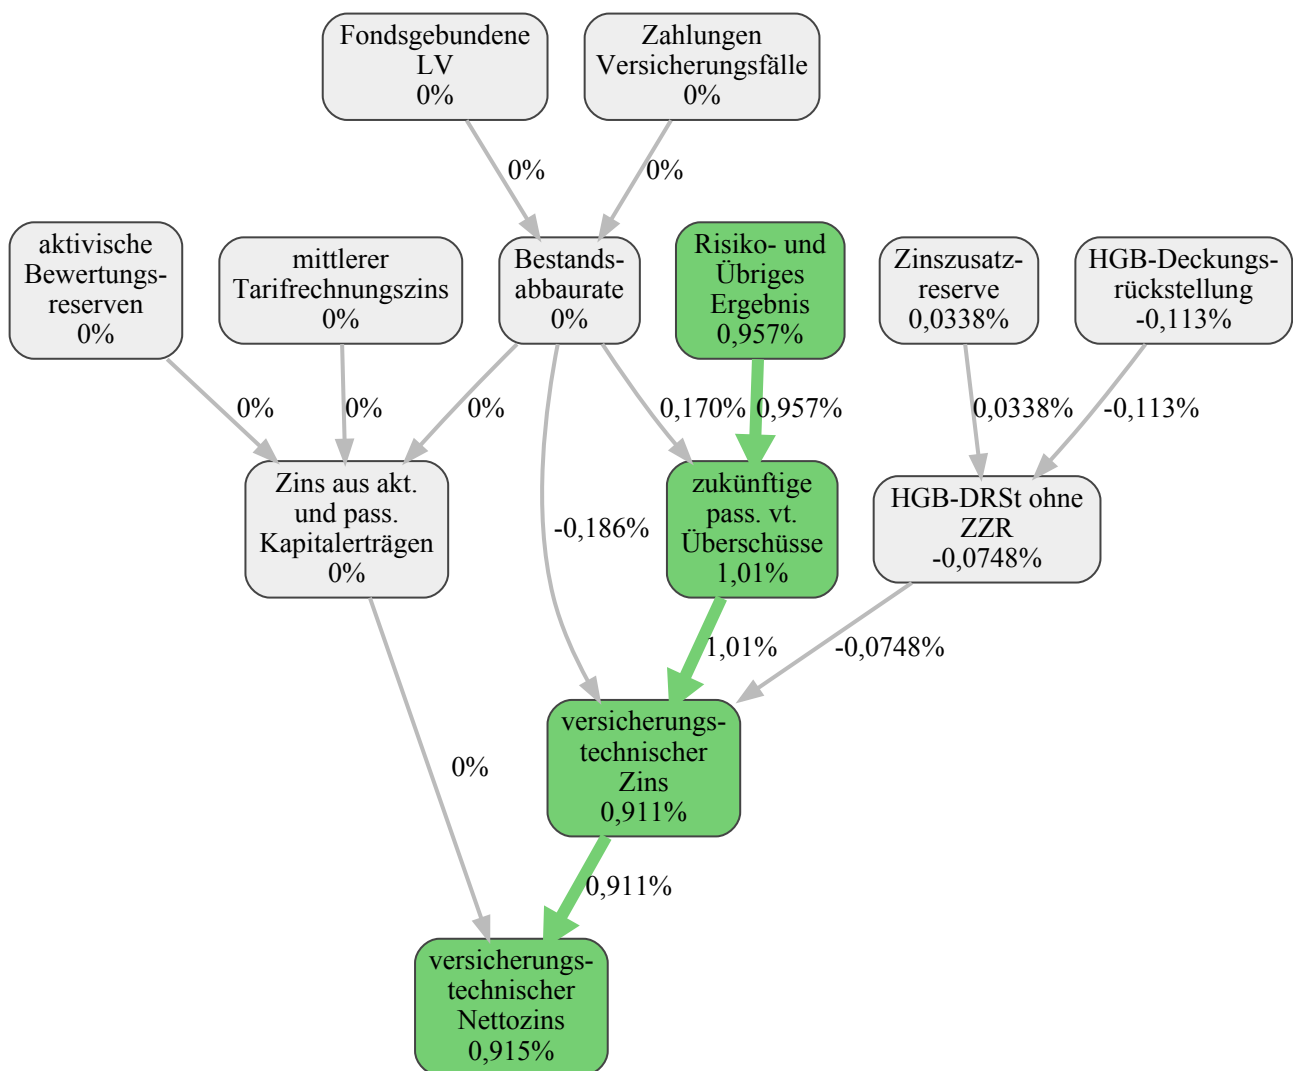 Fondsgebundene
LV
0%
Zahlungen
Versicherungsfälle
0%
0%
0%
aktivische
Bewertungs-
reserven
0%
mittlerer
Tarifrechnungszins
0%
Bestands-
abbaurate
0%
Risiko- und
Übriges
Ergebnis
0,957%
Zinszusatz-
reserve
0,0338%
HGB-Deckungs-
rückstellung
-0,113%
0%
0%
0%
0,170%
0,957%
0,0338%
-0,113%
Zins aus akt.
und pass.
Kapitalerträgen
0%
-0,186%
zukünftige
pass. vt.
Überschüsse
1,01%
HGB-DRSt ohne
ZZR
-0,0748%
1,01%
-0,0748%
versicherungs-
technischer
Zins
0,911%
0%
0,911%
versicherungs-
technischer
Nettozins
0,915%